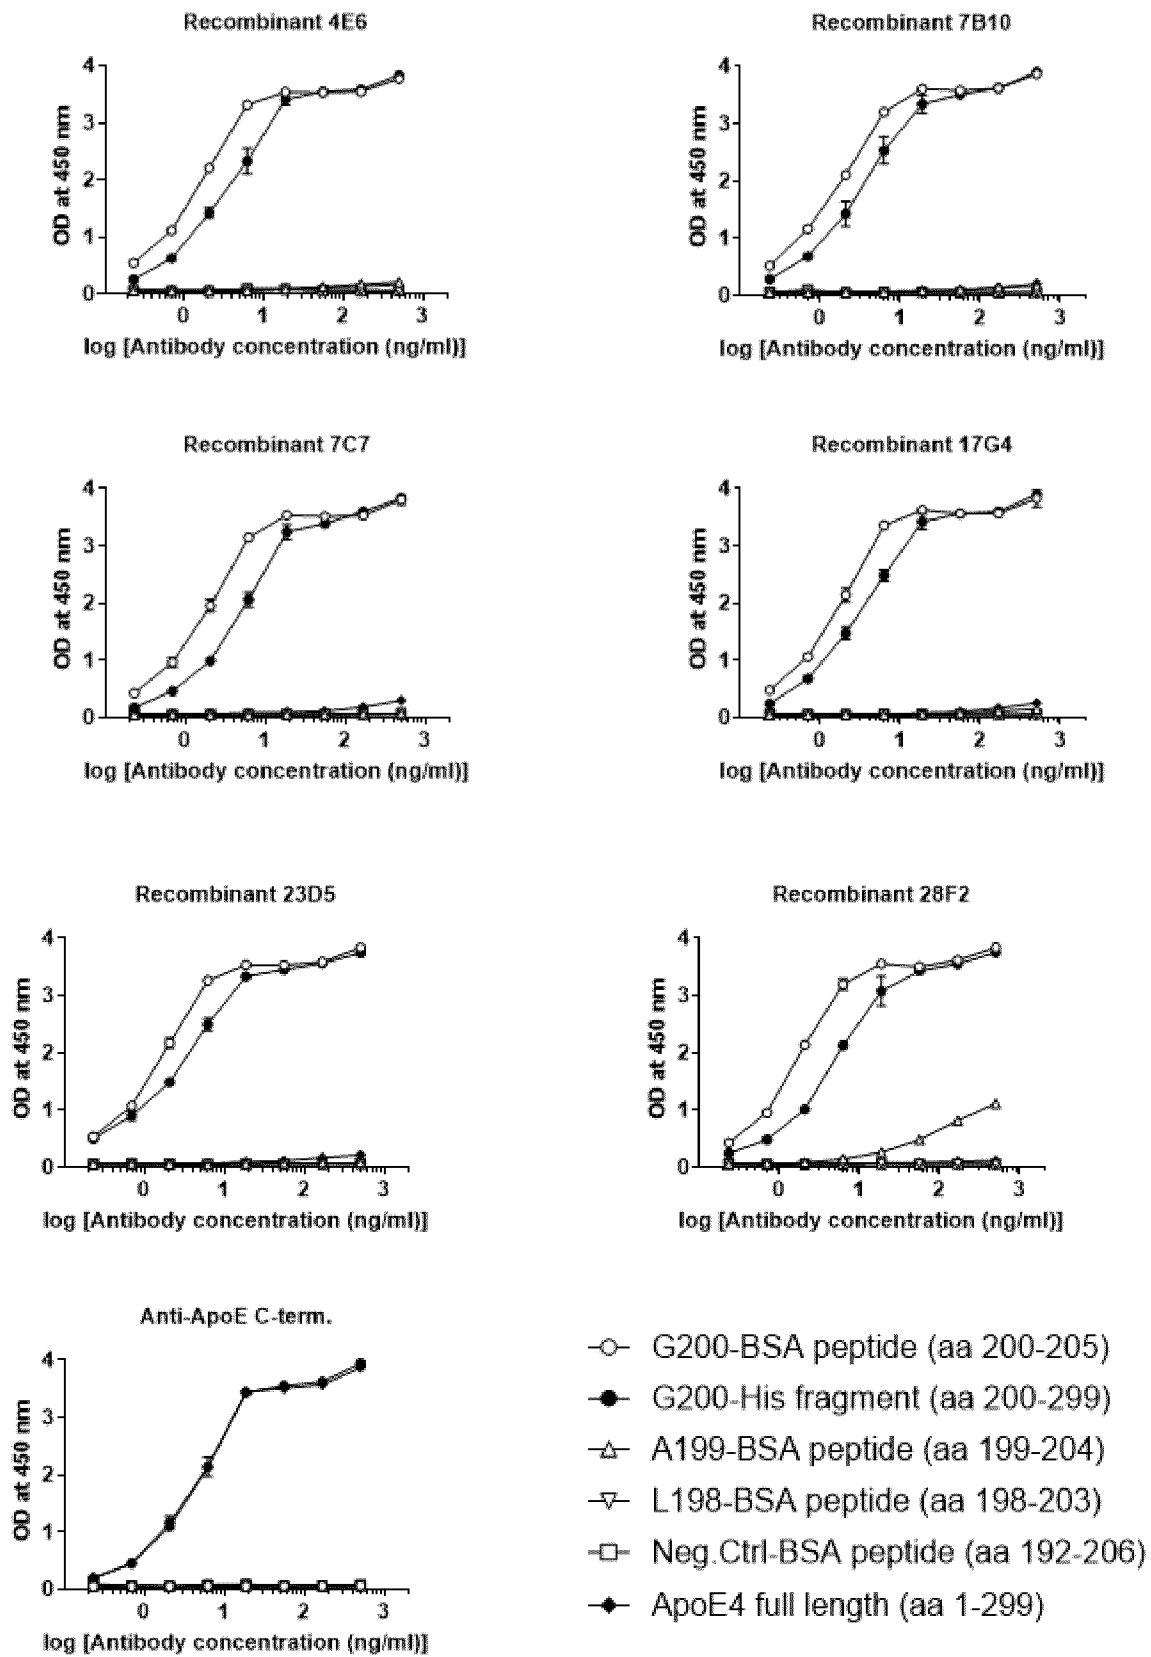 Recombinant 4E6
OD at 450 nm
4
3
2
1
0
0 1 2 3
log [Antibody concentration (ng/ml)]
Recombinant 7B10
OD at 450 nm
4
3
2
1
0
0 1 2 3
log [Antibody concentration (ng/ml)]
Recombinant 7C7
OD at 450 nm
4
3
2
1
0
0 1 2 3
log [Antibody concentration (ng/ml)]
Recombinant 17G4
OD at 450 nm
4
3
2
1
0
0 1 2 3
log [Antibody concentration (ng/ml)]
Recombinant 23D5
OD at 450 nm
4
3
2
1
0
0 1 2 3
log [Antibody concentration (ng/ml)]
Recombinant 28F2
OD at 450 nm
4
3
2
1
0
0 1 2 3
log [Antibody concentration (ng/ml)]
Anti-ApoE C-term.
OD at 450 nm
4
3
2
1
0
0 1 2 3
log [Antibody concentration (ng/ml)]
G200-BSA peptide (aa 200-205)
G200-His fragment (aa 200-299)
A199-BSA peptide (aa 199-204)
L198-BSA peptide (aa 198-203)
Neg.Ctrl-BSA peptide (aa 192-206)
ApoE4 full length (aa 1-299)